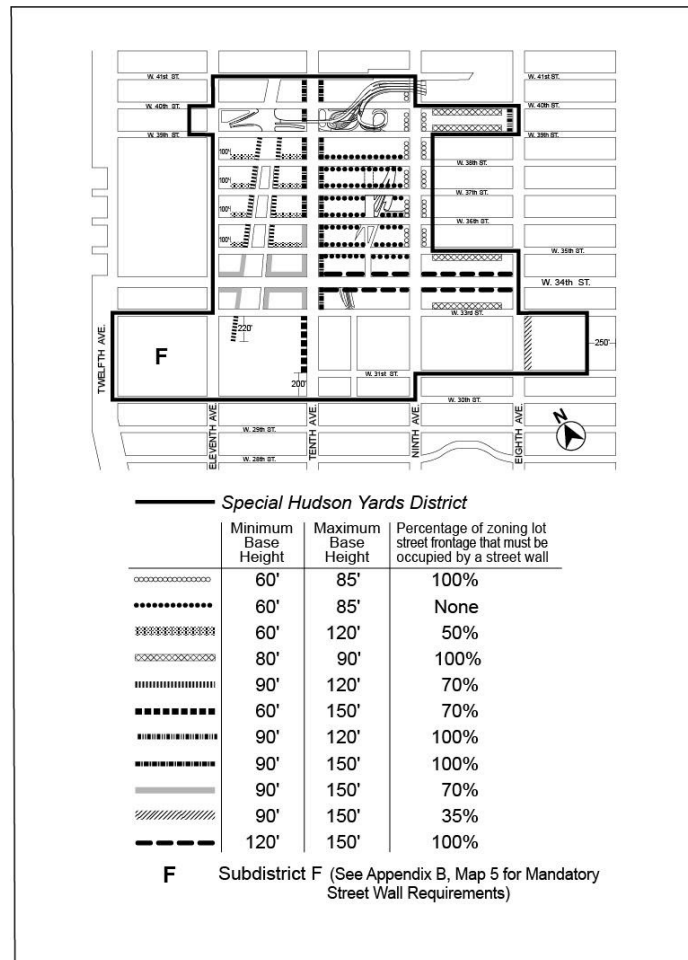 W. 41st ST.
W. 41st ST.
W. 40th ST.
W. 40th ST.
W. 39th ST.
W. 39th ST.
100'
W. 38th ST.
100'
W. 37th ST.
100'
W. 36th ST.
100'
W. 35th ST.
W. 34th ST.
W. 33rd ST.
220'
F
250'
TWELFTH AVE.
W. 31st ST.
200'
W. 30th ST.
ELEVENTH AVE.
TENTH AVE.
NINTH AVE.
EIGHTH AVE.
N
W. 29th ST.
W. 28th ST.
Special Hudson Yards District
Minimum Base Height
Maximum Base Height
Percentage of zoning lot street frontage that must be occupied by a street wall
60' 85' 100%
60' 85' None
60' 120' 50%
80' 90' 100%
90' 120' 70%
60' 150' 70%
90' 120' 100%
90' 150' 100%
90' 150' 70%
90' 150' 35%
120' 150' 100%
F Subdistrict F (See Appendix B, Map 5 for Mandatory
Street Wall Requirements)